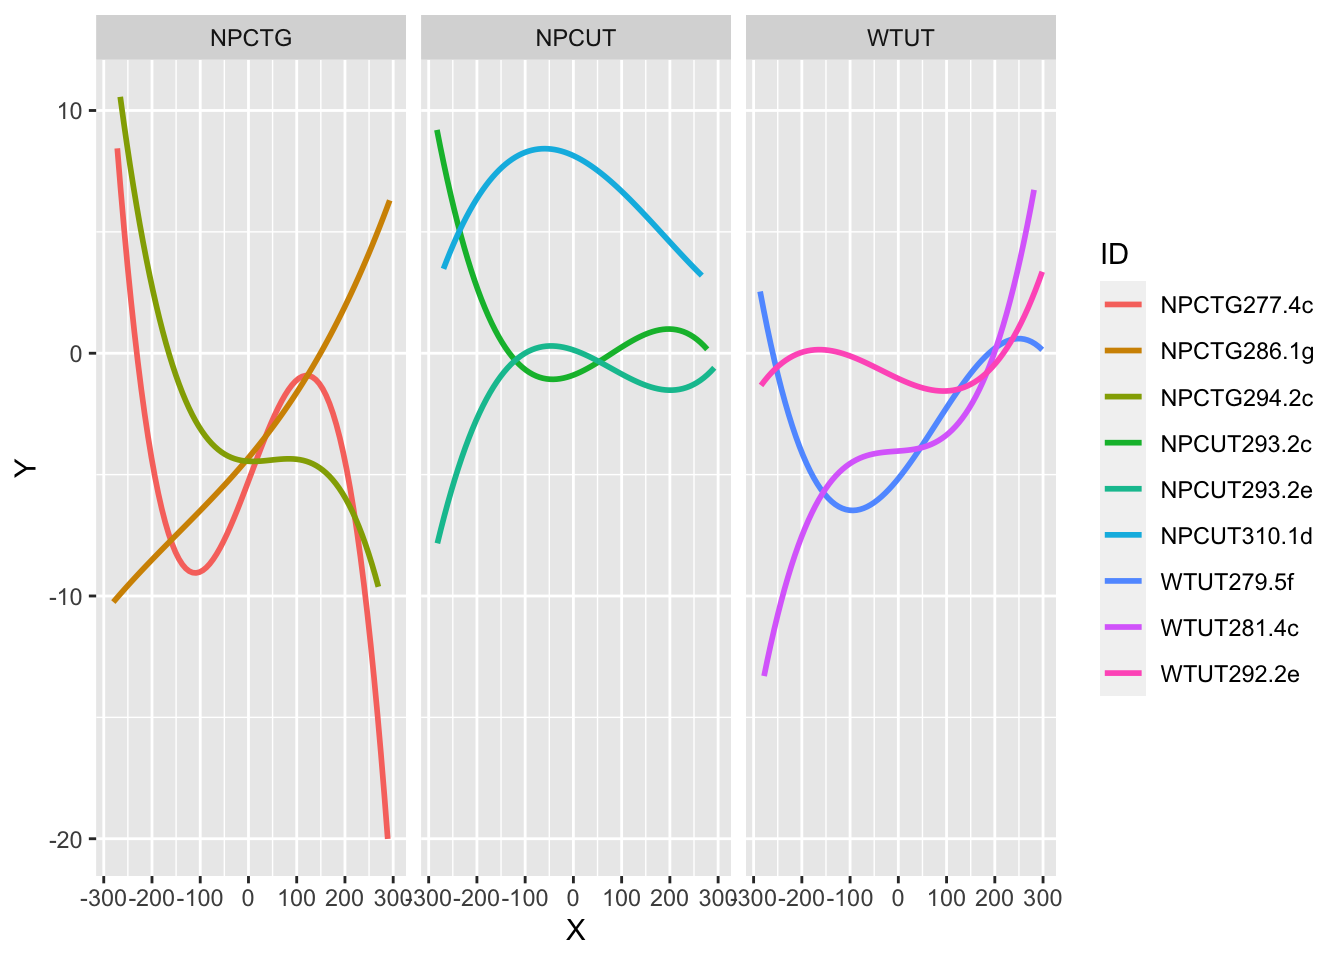 NPCTG NPCUT WTUT
10
0
-10
-20
Y
-300 -200 -100 0 100 200 300 -300 -200 -100 0 100 200 300 -300 -200 -100 0 100 200 300
X
ID
NPCTG277.4c
NPCTG286.1g
NPCTG294.2c
NPCUT293.2c
NPCUT293.2e
NPCUT310.1d
WTUT279.5f
WTUT281.4c
WTUT292.2e